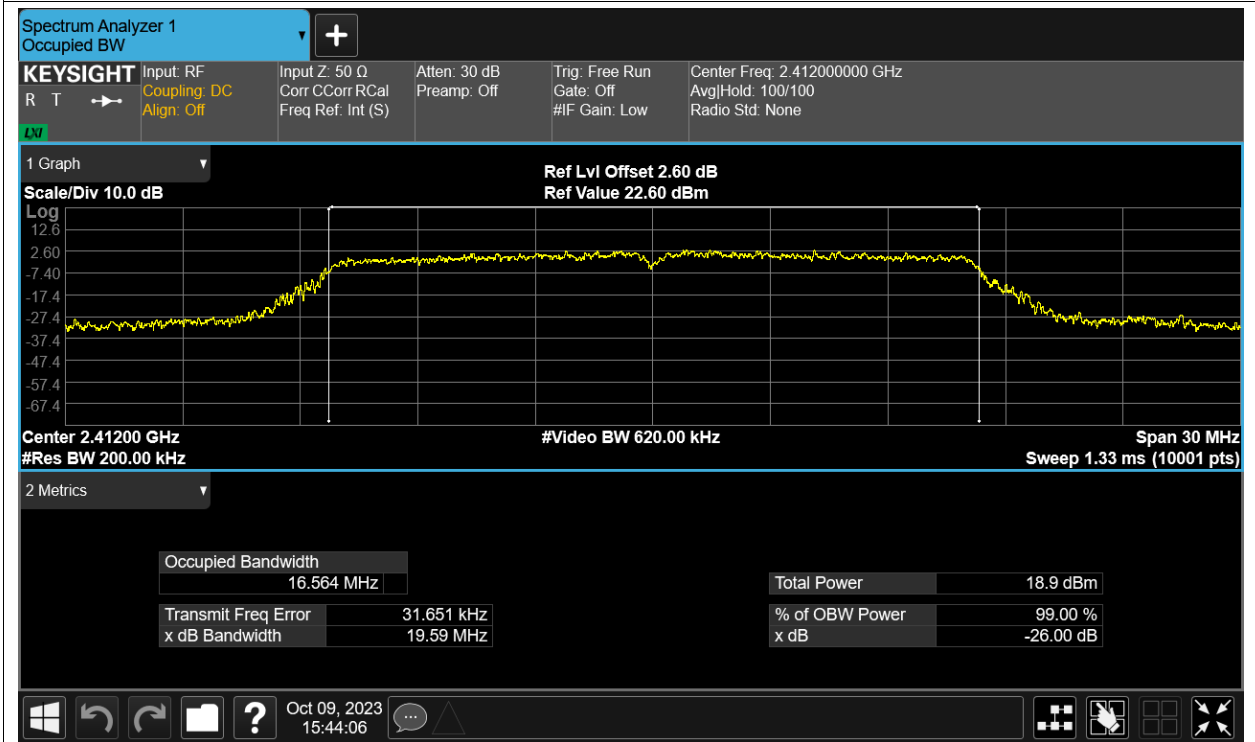 Spectrum Analyzer 1
Occupied BW
KEYSIGHT
R T
LXI
Input: RF
Coupling: DC
Align: Off
Input Z: 50 Ω
Corr CCorr RCal
Freq Ref: Int (S)
Atten: 30 dB
Preamp: Off
Trig: Free Run
Gate: Off
#IF Gain: Low
Center Freq: 2.412000000 GHz
Avg|Hold: 100/100
Radio Std: None
1 Graph
Scale/Div 10.0 dB
Ref Lvl Offset 2.60 dB
Ref Value 22.60 dBm
Log
12.6
2.60
-7.40
-17.4
-27.4
-37.4
-47.4
-57.4
-67.4
Center 2.41200 GHz
#Res BW 200.00 kHz
#Video BW 620.00 kHz
Span 30 MHz
Sweep 1.33 ms (10001 pts)
2 Metrics
Occupied Bandwidth
16.564 MHz
Transmit Freq Error 31.651 kHz
x dB Bandwidth 19.59 MHz
Total Power 18.9 dBm
% of OBW Power 99.00 %
x dB -26.00 dB
?
Oct 09, 2023
15:44:06